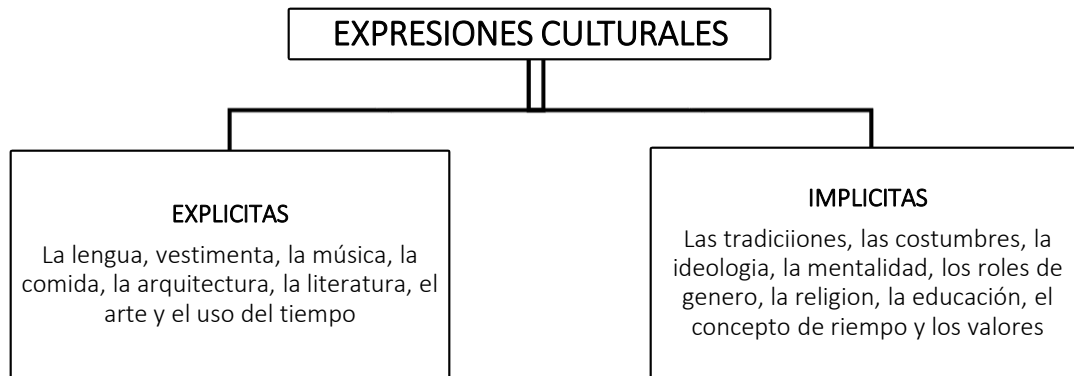 EXPRESIONES CULTURALES
EXPLICITAS
La lengua, vestimenta, la música, la
comida, la arquitectura, la literatura, el
arte y el uso del tiempo
IMPLICITAS
Las tradiciiones, las costumbres, la
ideologia, la mentalidad, los roles de
genero, la religion, la educación, el
concepto de riempo y los valores